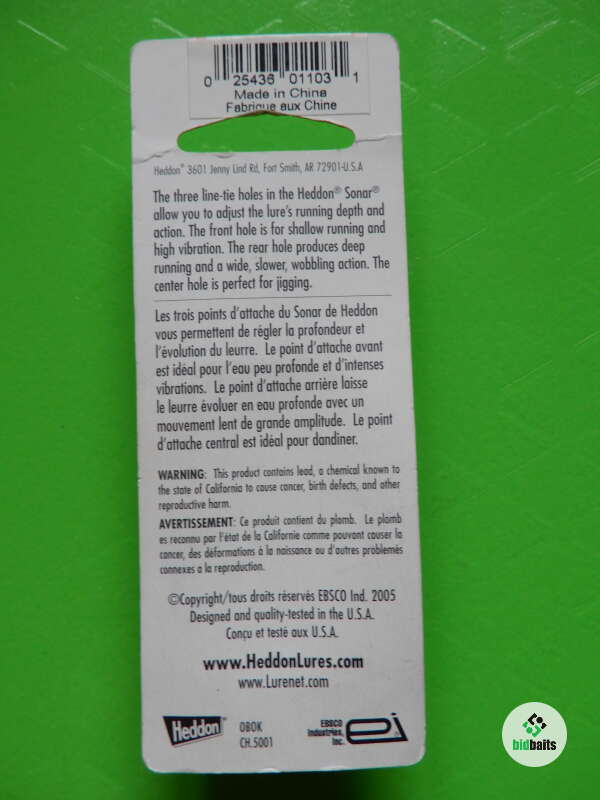 0 25436 01103 1
Made in China
Fabrique aux Chine
Heddon® 3601 Jenny Lind Rd, Fort Smith, AR 72901-U.S.A
The three line-tie holes in the Heddon® Sonar®
allow you to adjust the lure's running depth and
action. The front hole is for shallow running and
high vibration. The rear hole produces deep
running and a wide, slower, wobbling action. The
center hole is perfect for jigging.
Les trois points d'attache du Sonar de Heddon
vous permettent de régler la profondeur et
l'évolution du leurre. Le point d'attache avant
est idéal pour l'eau peu profonde et d'intenses
vibrations. Le point d'attache arrière laisse
le leurre évoluer en eau profonde avec un
mouvement lent de grande amplitude. Le point
d'attache central est idéal pour dandiner.
WARNING: This product contains lead, a chemical known to
the state of California to cause cancer, birth defects, and other
reproductive harm.
AVERTISSEMENT: Ce produit contient du plomb. Le plomb
es reconnu par l'état de la Californie comme pouvant causer la
cancer, des déformations à la naissance ou d'autres problemés
connexes a la reproduction.
©Copyright/tous droits réservés EBSCO Ind. 2005
Designed and quality-tested in the U.S.A.
Conçu et testé aux U.S.A.
www.HeddonLures.com
www.Lurenet.com
Heddon™
OBOK
CH.5001
EBSCO
Industries,
Inc.
ei
bidbaits